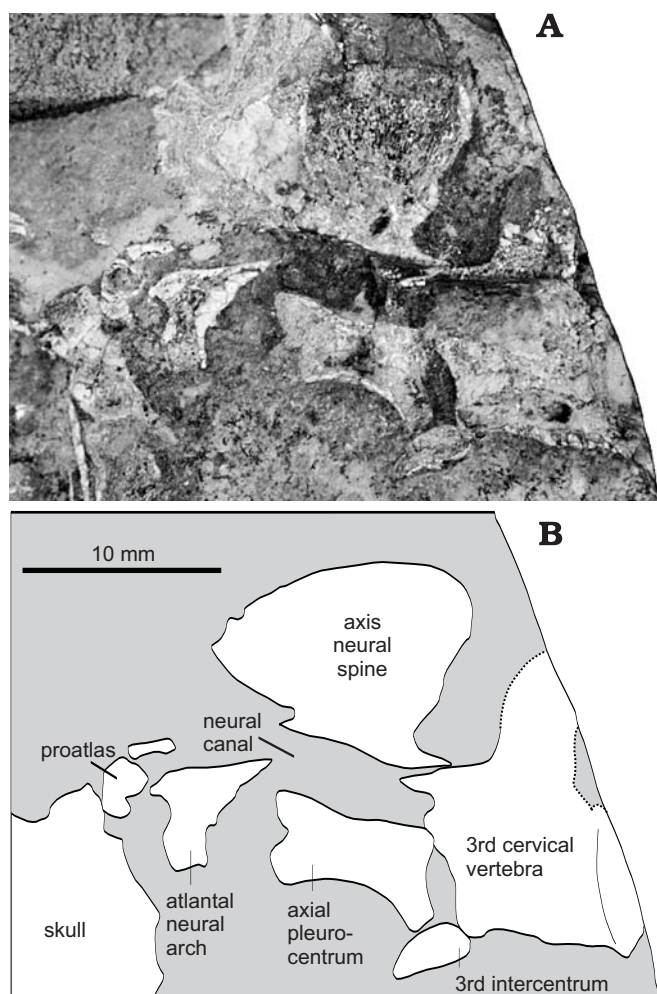 A
B
10 mm
axis
neural
spine
neural
canal
proatlas
3rd cervical
vertebra
atlantal
neural
arch
axial
pleuro-
centrum
skull
3rd intercentrum